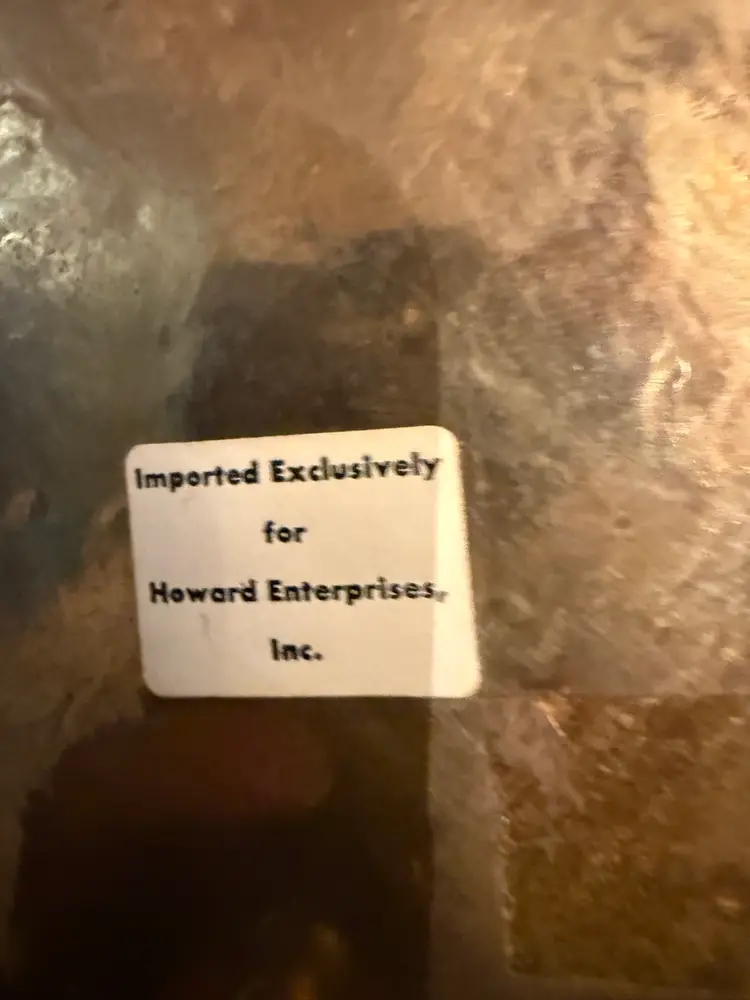 Imported Exclusively
for
Howard Enterprises,
Inc.